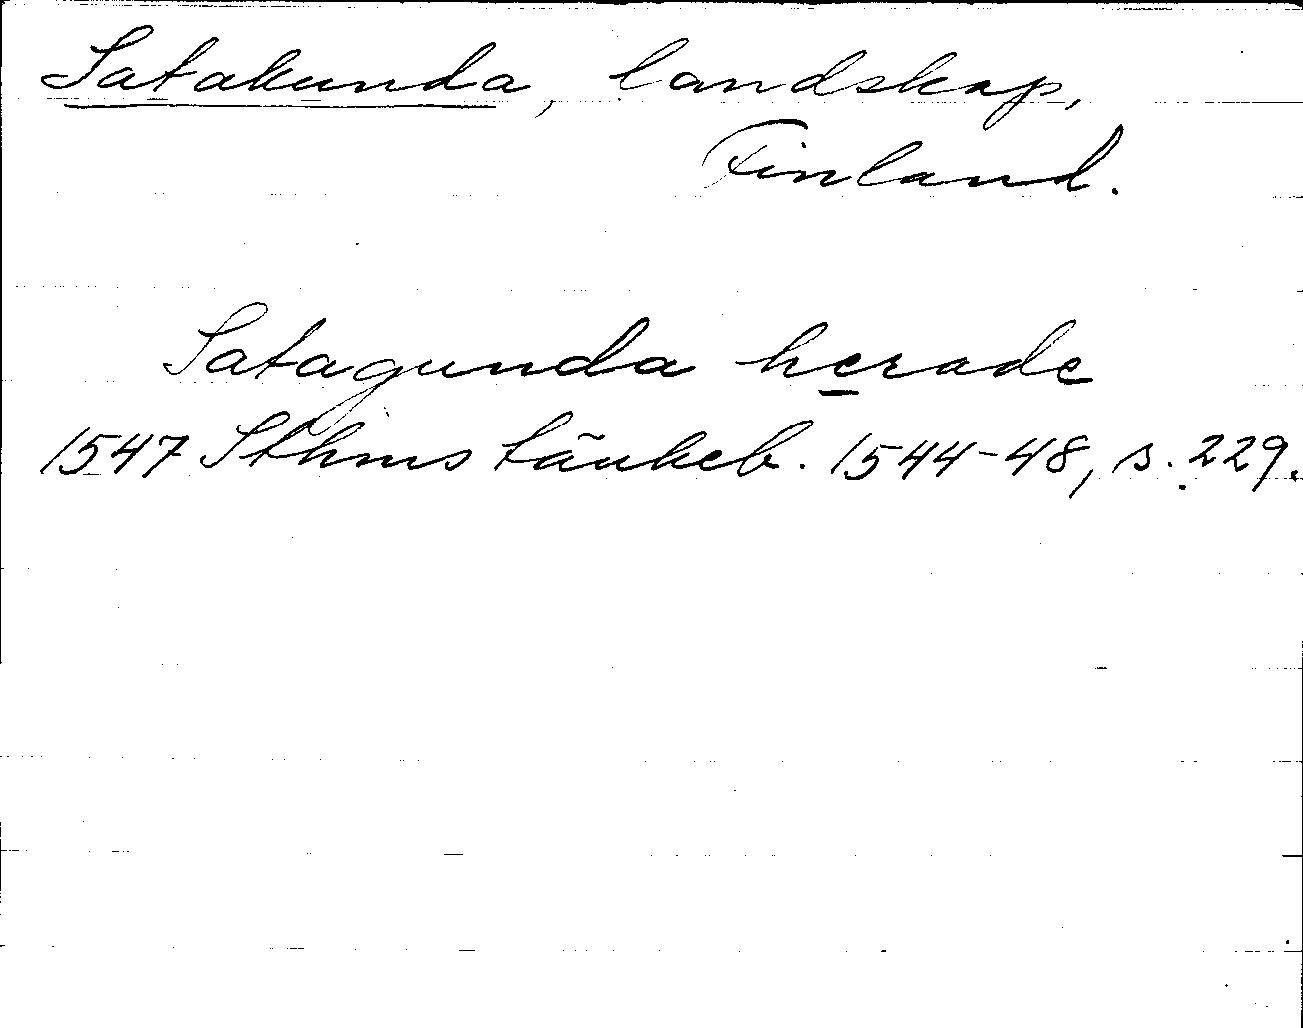 Satakunda, landskap,
Finland.
Satagunda herade
1547 Sthms tänkeb. 1544-48, s. 229.